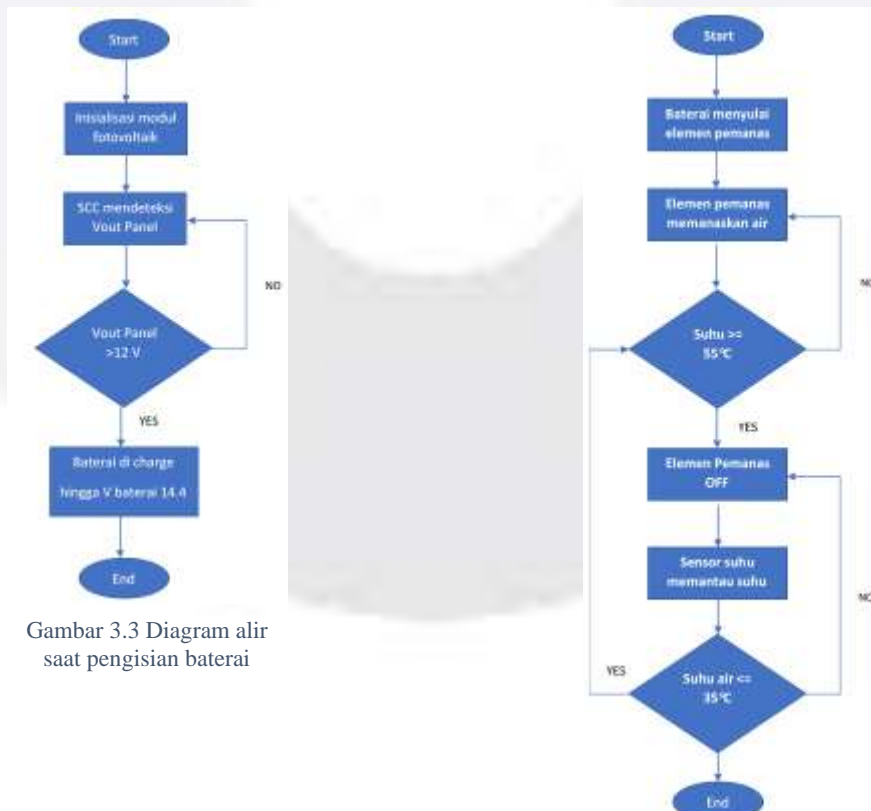 Start
Inisialisasi modul
fotovoltaik
SCC mendeteksi
Vout Panel
NO
Vout Panel
>12 V
YES
Baterai di charge
hingga V baterai 14.4
End
Gambar 3.3 Diagram alir
saat pengisian baterai
Start
Baterai menyulai
elemen pemanas
Elemen pemanas
memanaskan air
NO
Suhu >=
55°C
YES
Elemen Pemanas
OFF
Sensor suhu
memantau suhu
NO
YES
Suhu air <=
35°C
End